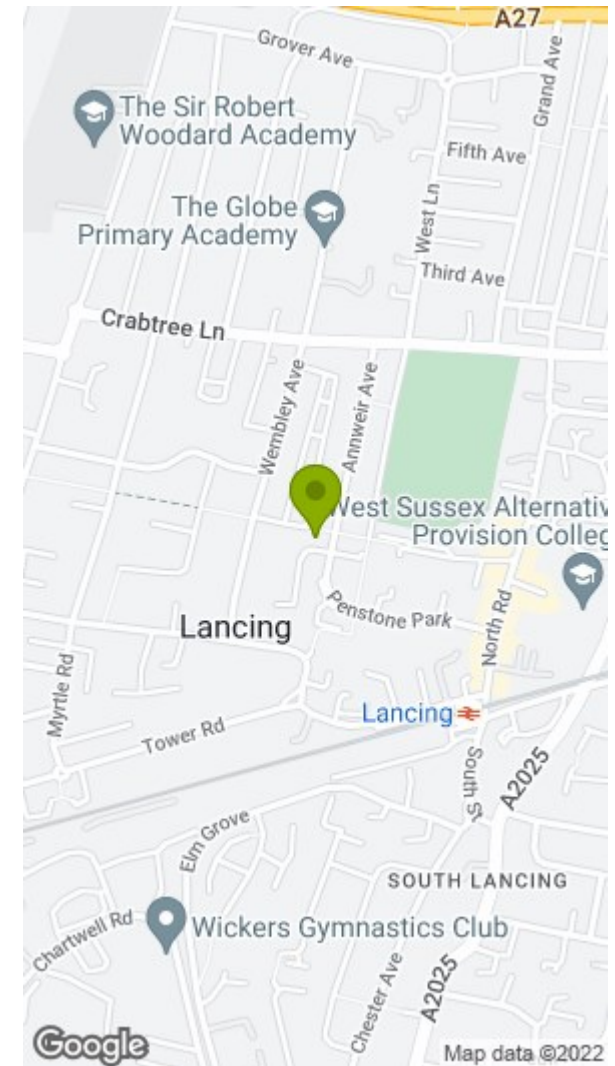 A27
Grover Ave
Grand Ave
The Sir Robert
Woodard Academy
Fifth Ave
The Globe
Primary Academy
West Ln
Third Ave
Crabtree Ln
Wembley Ave
Annweir Ave
West Sussex Alternativ
Provision Colleg
Penstone Park
Lancing
North Rd
Myrtle Rd
Lancing
Tower Rd
South St
A2025
Elm Grove
SOUTH LANCING
Chartwell Rd
Wickers Gymnastics Club
Chester Ave
A2025
Google
Map data ©2022